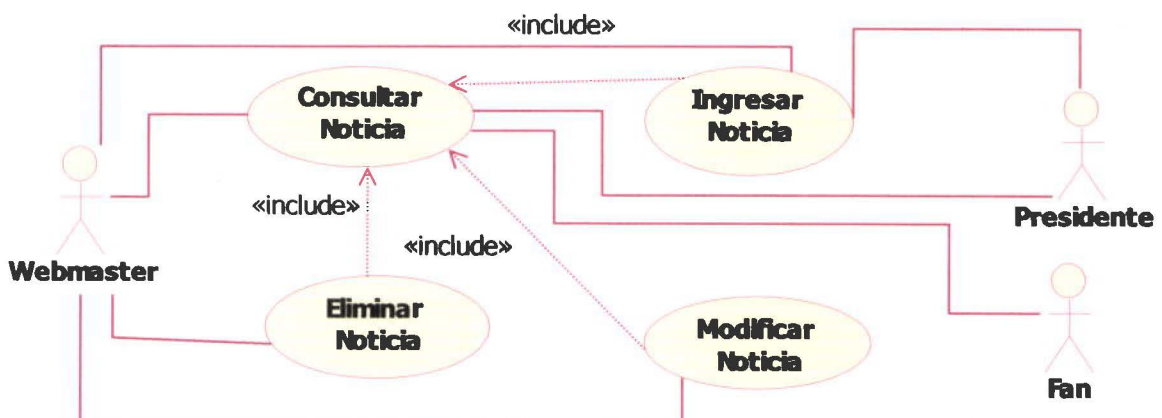 «include»
Consultar
Noticia
Ingresar
Noticia
«include»
Presidente
«include»
Webmaster
Eliminar
Noticia
Modificar
Noticia
Fan